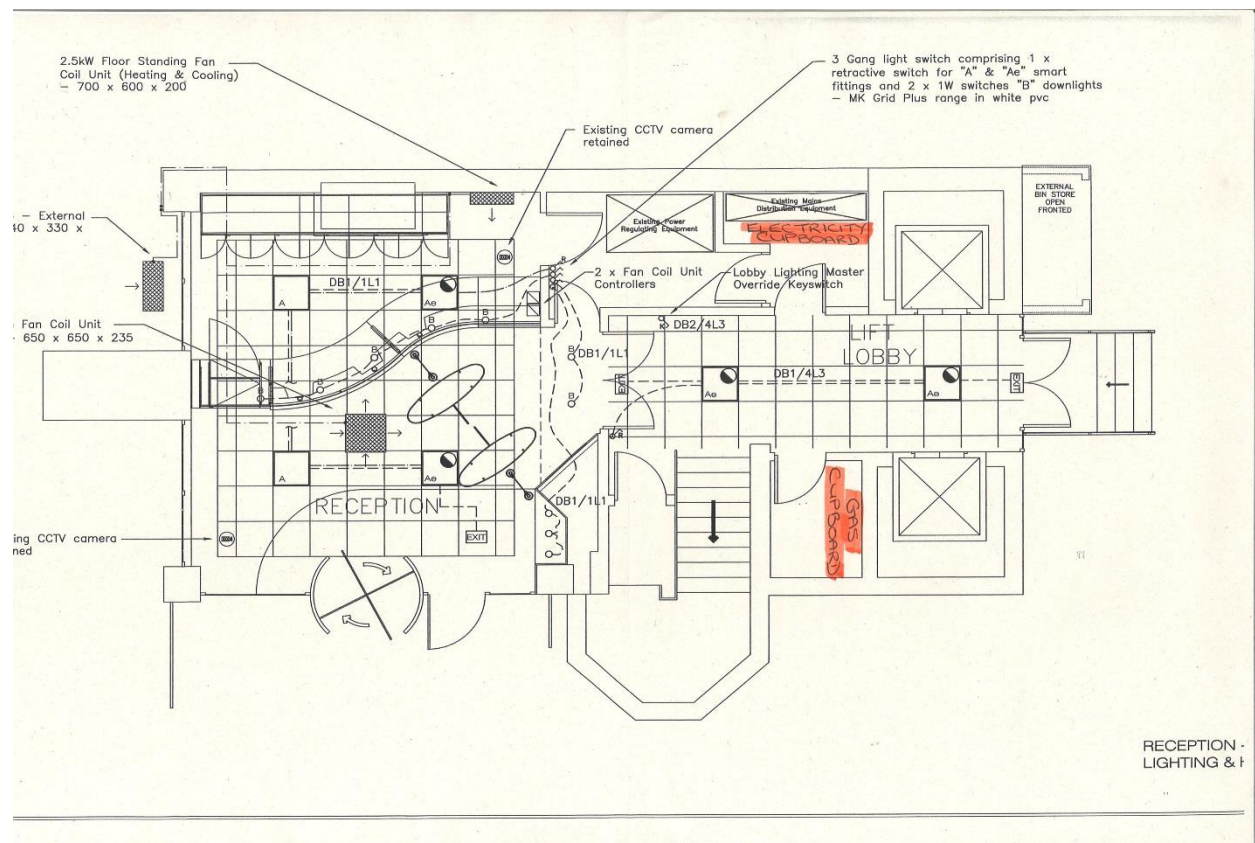 2.5kW Floor Standing Fan
Coil Unit (Heating & Cooling)
- 700 x 600 x 200
3 Gang light switch comprising 1 x
retractive switch for "A" & "Ae" smart
fittings and 2 x 1W switches "B" downlights
- MK Grid Plus range in white pvc
Existing CCTV camera
retained
- External
40 x 330 x
Existing Power
Regulating Equipment
Existing Mains
Distribution Equipment
ELECTRICITY
CUPBOARD
EXTERNAL
BIN STORE
OPEN
FRONTED
2 x Fan Coil Unit
Controllers
Lobby Lighting Master
Override Keyswitch
Fan Coil Unit
650 x 650 x 235
DB1/1L1
A
Ae
R
B
B
B
B
B
DB1/1L1
B
K
DB2/4L3
LIFT
LOBBY
DB1/4L3
EXIT
Ae
Ae
EXIT
R
A
Ae
RECEPTION
DB1/1L1
EXIT
GAS
CUPBOARD
ing CCTV camera
ned
RECEPTION -
LIGHTING &